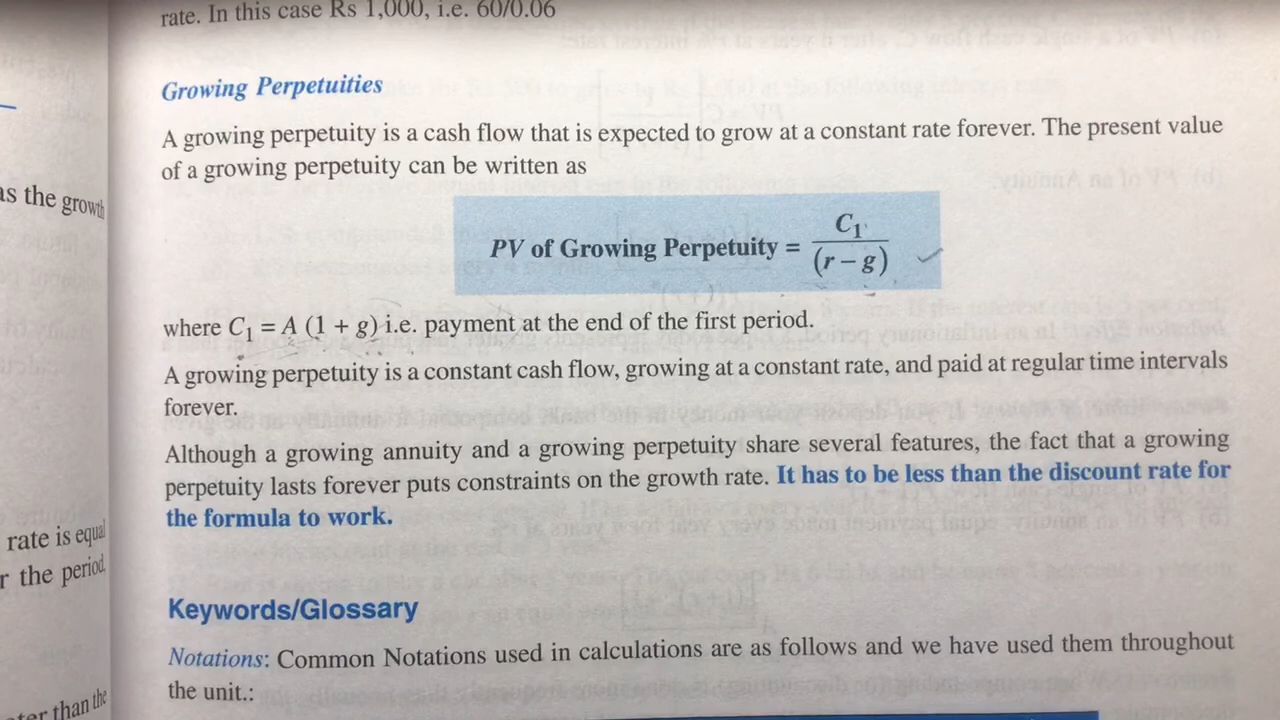 rate. In this case Rs 1,000, i.e. 60/0.06
Growing Perpetuities
A growing perpetuity is a cash flow that is expected to grow at a constant rate forever. The present value
of a growing perpetuity can be written as
PV of Growing Perpetuity = C₁ / (r – g)
where C₁ = A (1 + g) i.e. payment at the end of the first period.
A growing perpetuity is a constant cash flow, growing at a constant rate, and paid at regular time intervals
forever.
Although a growing annuity and a growing perpetuity share several features, the fact that a growing
perpetuity lasts forever puts constraints on the growth rate. It has to be less than the discount rate for
the formula to work.
Keywords/Glossary
Notations: Common Notations used in calculations are as follows and we have used them throughout
the unit.:
as the growth
rate is equal
r the period.
than the